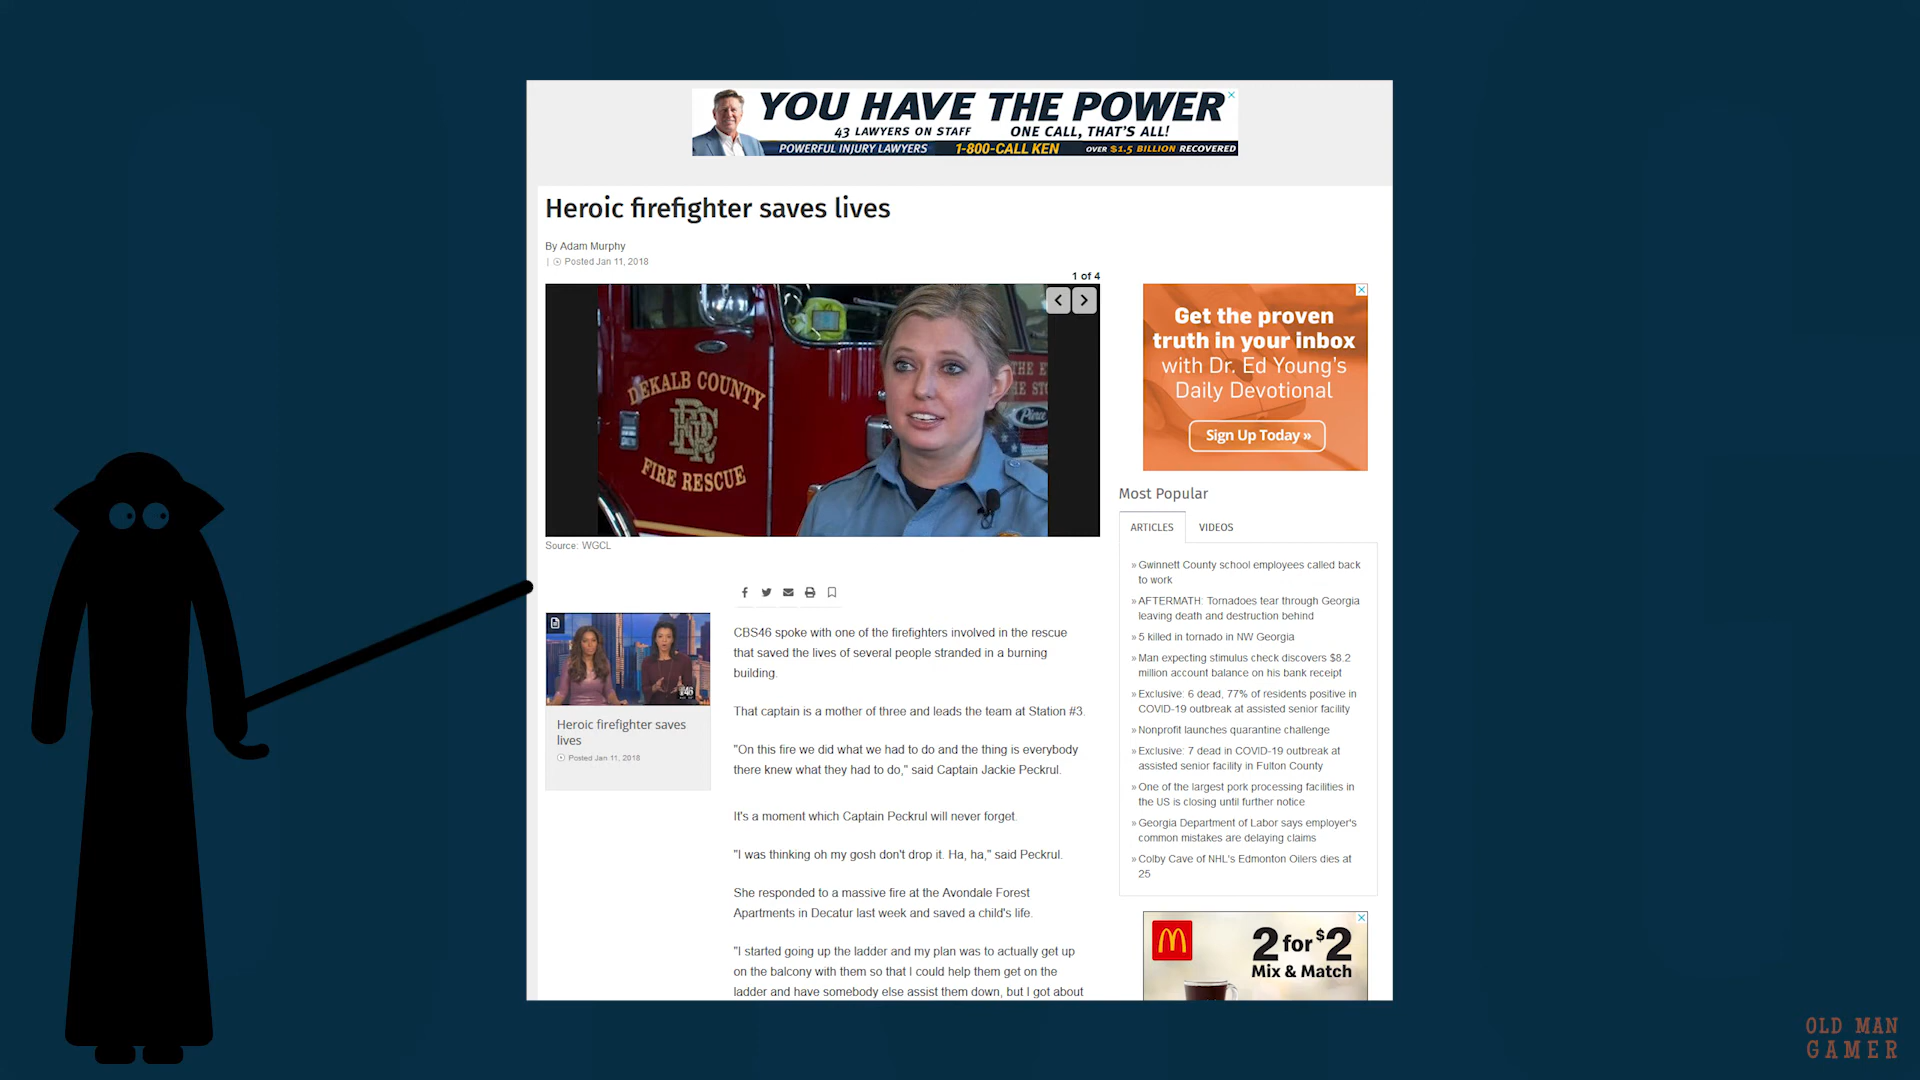 YOU HAVE THE POWER
43 LAWYERS ON STAFF ONE CALL, THAT'S ALL!
POWERFUL INJURY LAWYERS 1-800-CALL KEN OVER $1.5 BILLION RECOVERED
Heroic firefighter saves lives
By Adam Murphy
| Posted Jan 11, 2018
1 of 4
DEKALB COUNTY
FIRE RESCUE
THE
Pierce
Source: WGCL
Get the proven
truth in your inbox
with Dr. Ed Young's
Daily Devotional
Sign Up Today »
Most Popular
ARTICLES VIDEOS
» Gwinnett County school employees called back
to work
» AFTERMATH: Tornadoes tear through Georgia
leaving death and destruction behind
» 5 killed in tornado in NW Georgia
» Man expecting stimulus check discovers $8.2
million account balance on his bank receipt
» Exclusive: 6 dead, 77% of residents positive in
COVID-19 outbreak at assisted senior facility
» Nonprofit launches quarantine challenge
» Exclusive: 7 dead in COVID-19 outbreak at
assisted senior facility in Fulton County
» One of the largest pork processing facilities in
the US is closing until further notice
» Georgia Department of Labor says employer's
common mistakes are delaying claims
» Colby Cave of NHL's Edmonton Oilers dies at
25
46
Heroic firefighter saves
lives
Posted Jan 11, 2018
CBS46 spoke with one of the firefighters involved in the rescue
that saved the lives of several people stranded in a burning
building.
That captain is a mother of three and leads the team at Station #3.
"On this fire we did what we had to do and the thing is everybody
there knew what they had to do," said Captain Jackie Peckrul.
It's a moment which Captain Peckrul will never forget.
"I was thinking oh my gosh don't drop it. Ha, ha," said Peckrul.
She responded to a massive fire at the Avondale Forest
Apartments in Decatur last week and saved a child's life.
"I started going up the ladder and my plan was to actually get up
on the balcony with them so that I could help them get on the
ladder and have somebody else assist them down, but I got about
2 for $2
Mix & Match
OLD MAN
GAMER